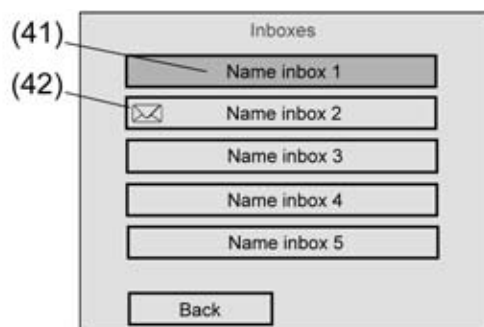 Inboxes
(41)
Name inbox 1
(42)
Name inbox 2
Name inbox 3
Name inbox 4
Name inbox 5
Back